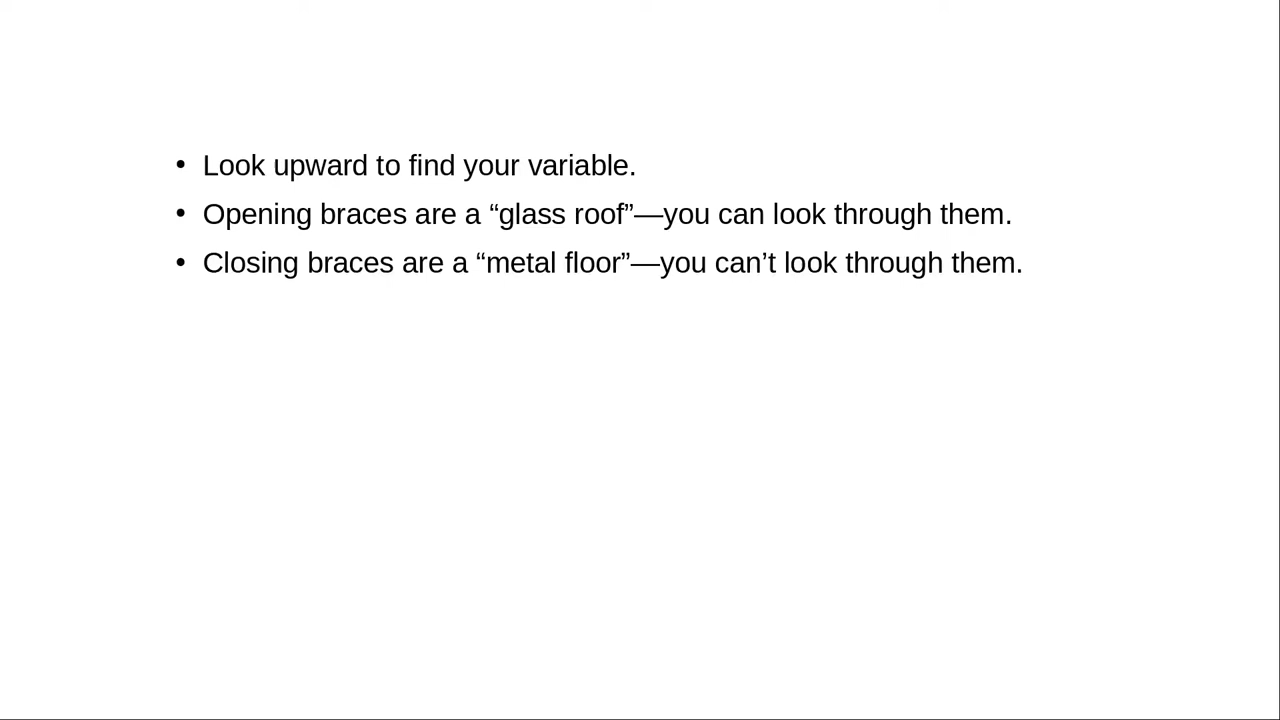 • Look upward to find your variable.
• Opening braces are a “glass roof”—you can look through them.
• Closing braces are a “metal floor”—you can’t look through them.